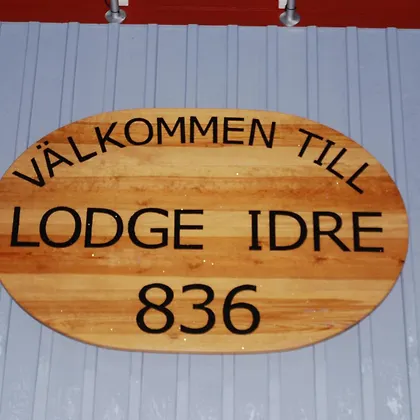 VÄLKOMMEN TILL
LODGE IDRE
836